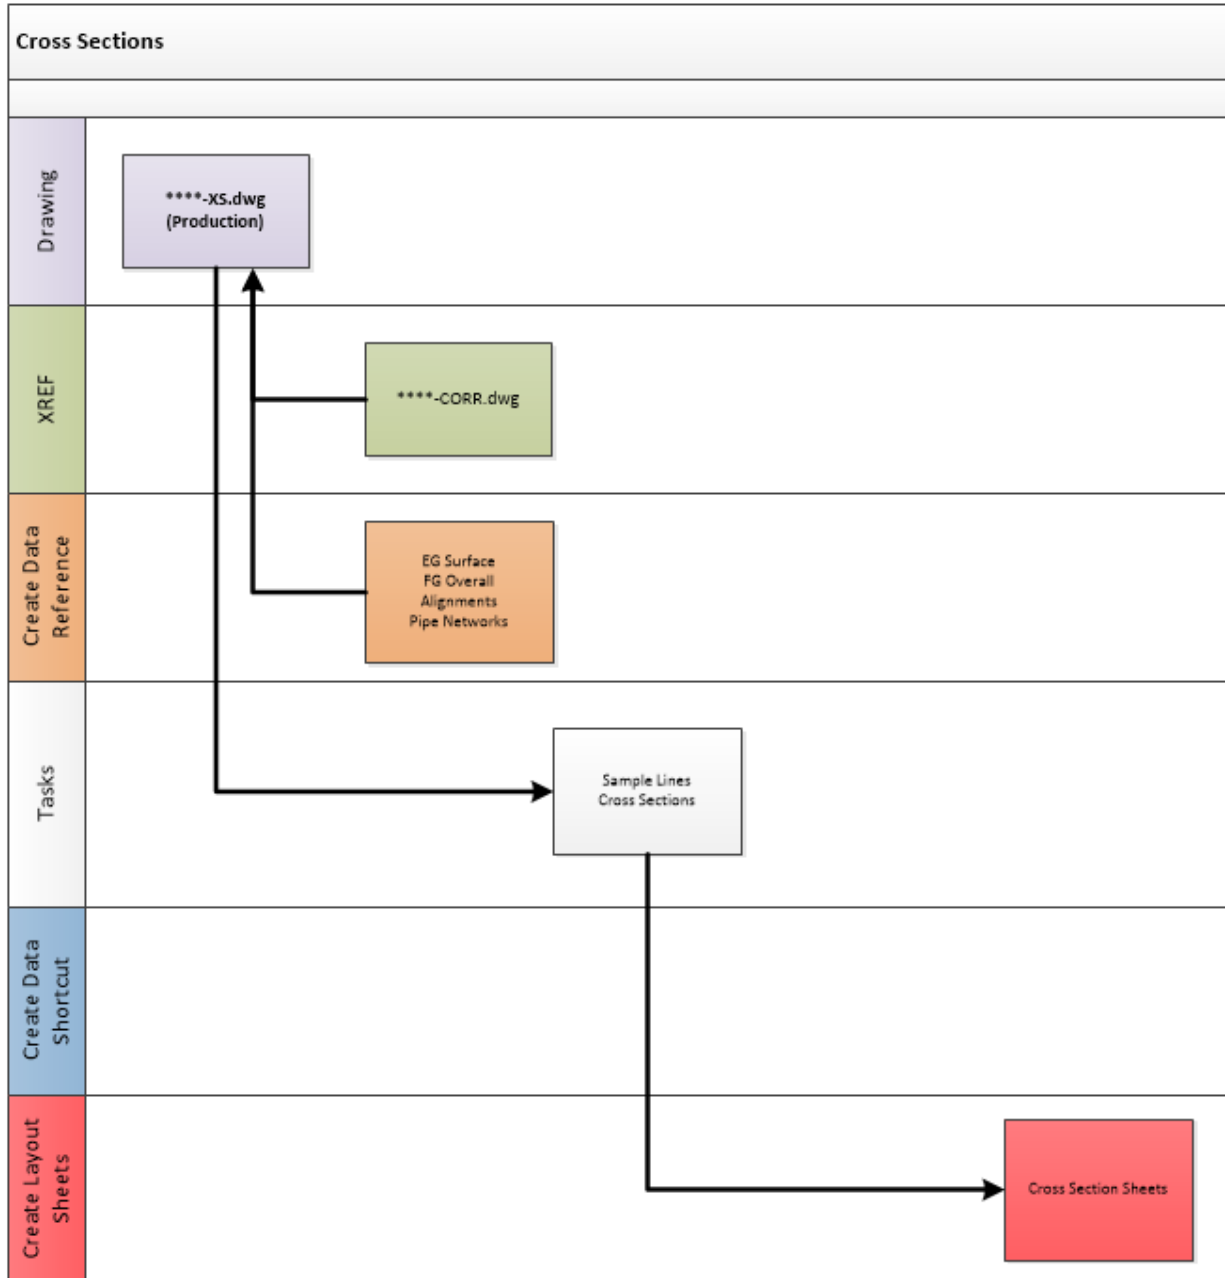 Cross Sections
Drawing
****-XS.dwg
(Production)
XREF
****-CORR.dwg
Create Data
Reference
EG Surface
FG Overall
Alignments
Pipe Networks
Tasks
Sample Lines
Cross Sections
Create Data
Shortcut
Create Layout
Sheets
Cross Section Sheets